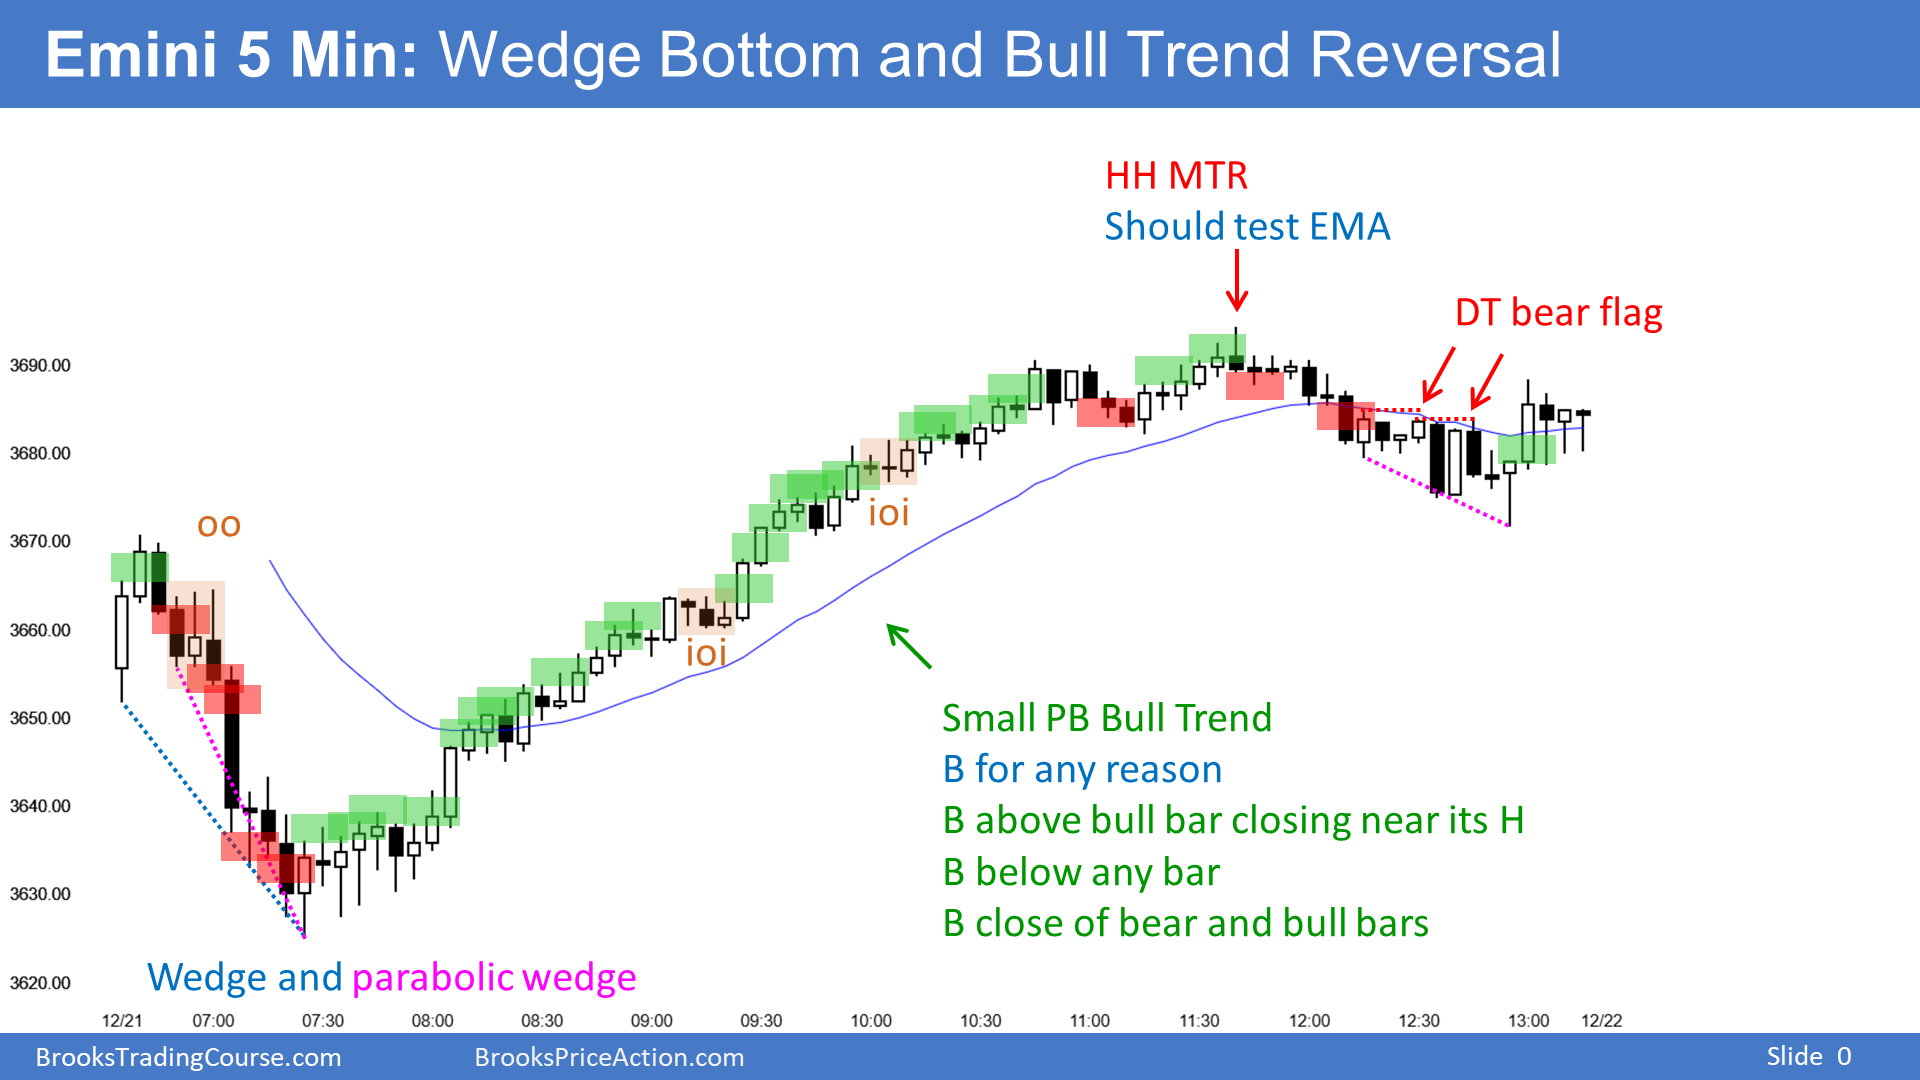 Emini 5 Min: Wedge Bottom and Bull Trend Reversal
HH MTR
Should test EMA
DT bear flag
3690.00
3680.00
3670.00
3660.00
3650.00
3640.00
3630.00
3620.00
oo
ioi
ioi
Small PB Bull Trend
B for any reason
B above bull bar closing near its H
B below any bar
B close of bear and bull bars
Wedge and parabolic wedge
12/21 07:00 07:30 08:00 08:30 09:00 09:30 10:00 10:30 11:00 11:30 12:00 12:30 13:00 12/22
BrooksTradingCourse.com BrooksPriceAction.com Slide 0